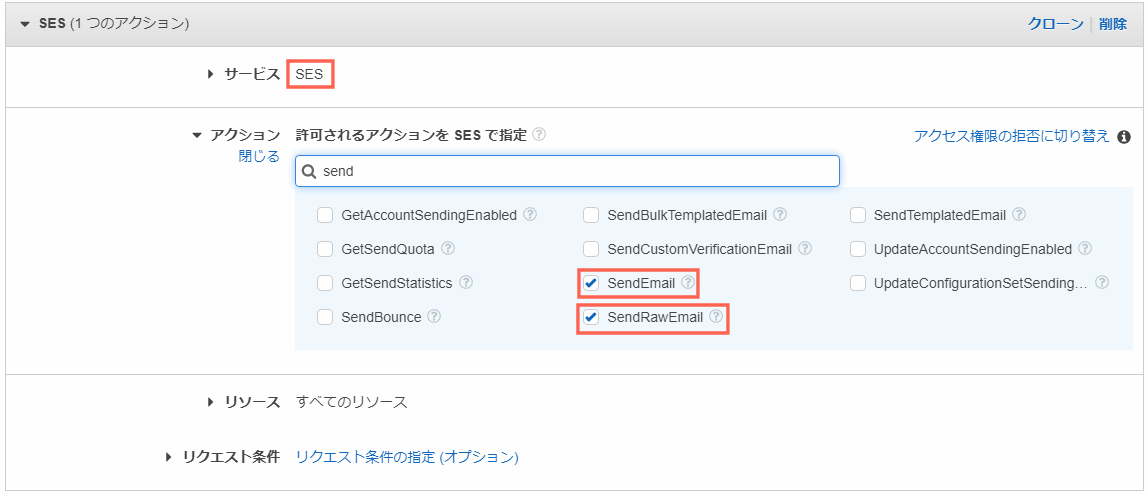 SES (1 つのアクション) クローン 削除
サービス SES
アクション 許可されるアクションを SES で指定 アクセス権限の拒否に切り替え
閉じる
send
GetAccountSendingEnabled SendBulkTemplatedEmail SendTemplatedEmail
GetSendQuota SendCustomVerificationEmail UpdateAccountSendingEnabled
GetSendStatistics SendEmail UpdateConfigurationSetSending...
SendBounce SendRawEmail
リソース すべてのリソース
リクエスト条件 リクエスト条件の指定 (オプション)